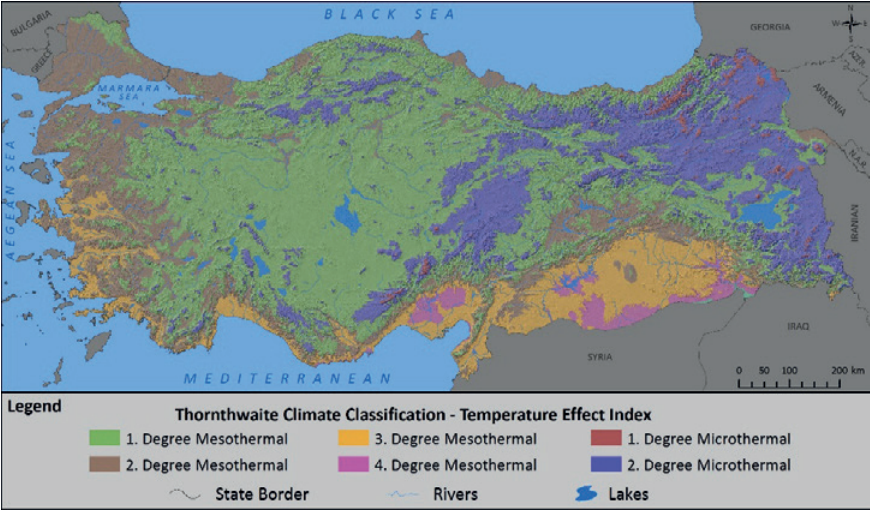 BLACK SEA
BULGARIA
GREECE
GEORGIA
N
W E
S
AZR.
ARMENIA
MARMARA
SEA
N.A.R.
AEGEAN SEA
IRANIAN
IRAQ
SYRIA
MEDITERRANEAN
0 50 100 200 km
Legend
Thornthwaite Climate Classification - Temperature Effect Index
1. Degree Mesothermal
3. Degree Mesothermal
1. Degree Microthermal
2. Degree Mesothermal
4. Degree Mesothermal
2. Degree Microthermal
State Border
Rivers
Lakes